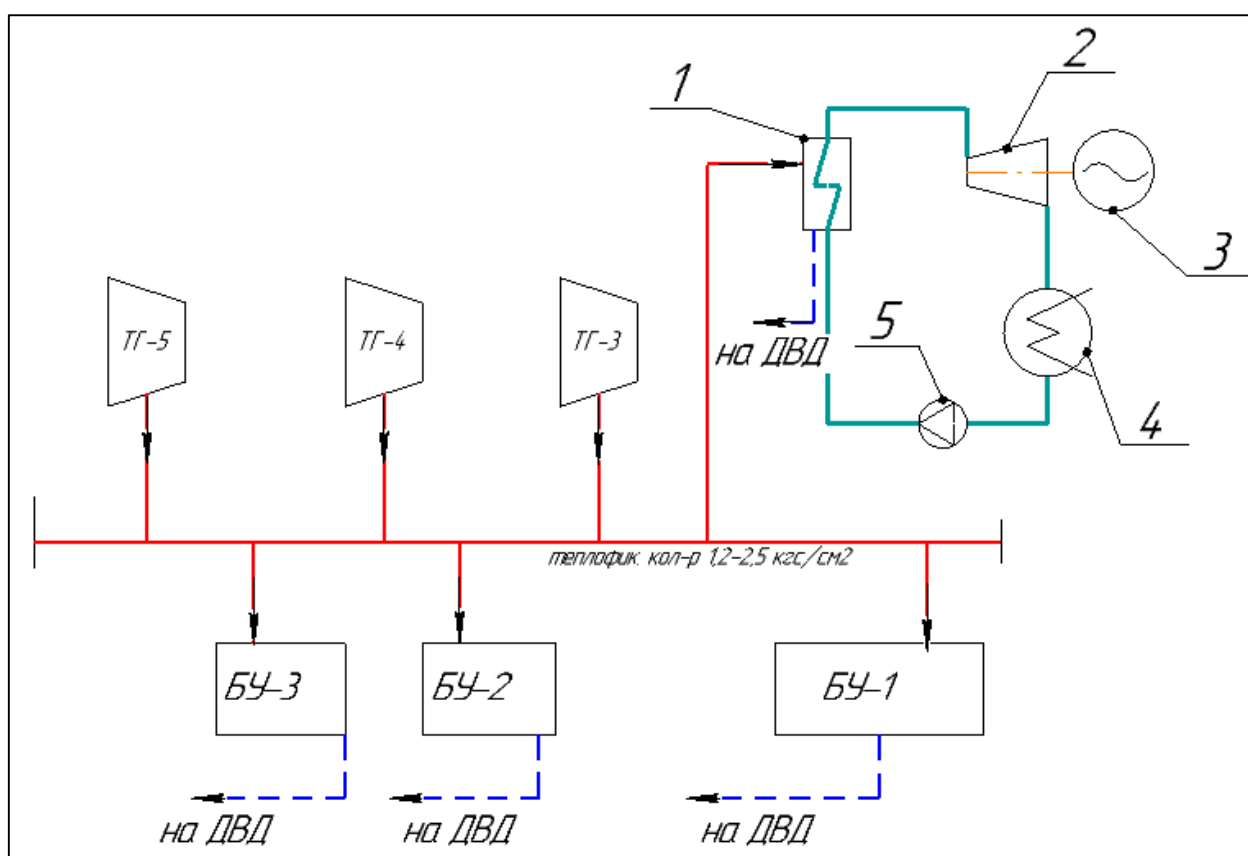 1
2
3
ТГ-5
ТГ-4
ТГ-3
на ДВД
5
4
теплофик. кол-р 1,2-2,5 кгс/см2
БУ-3
БУ-2
БУ-1
на ДВД
на ДВД
на ДВД